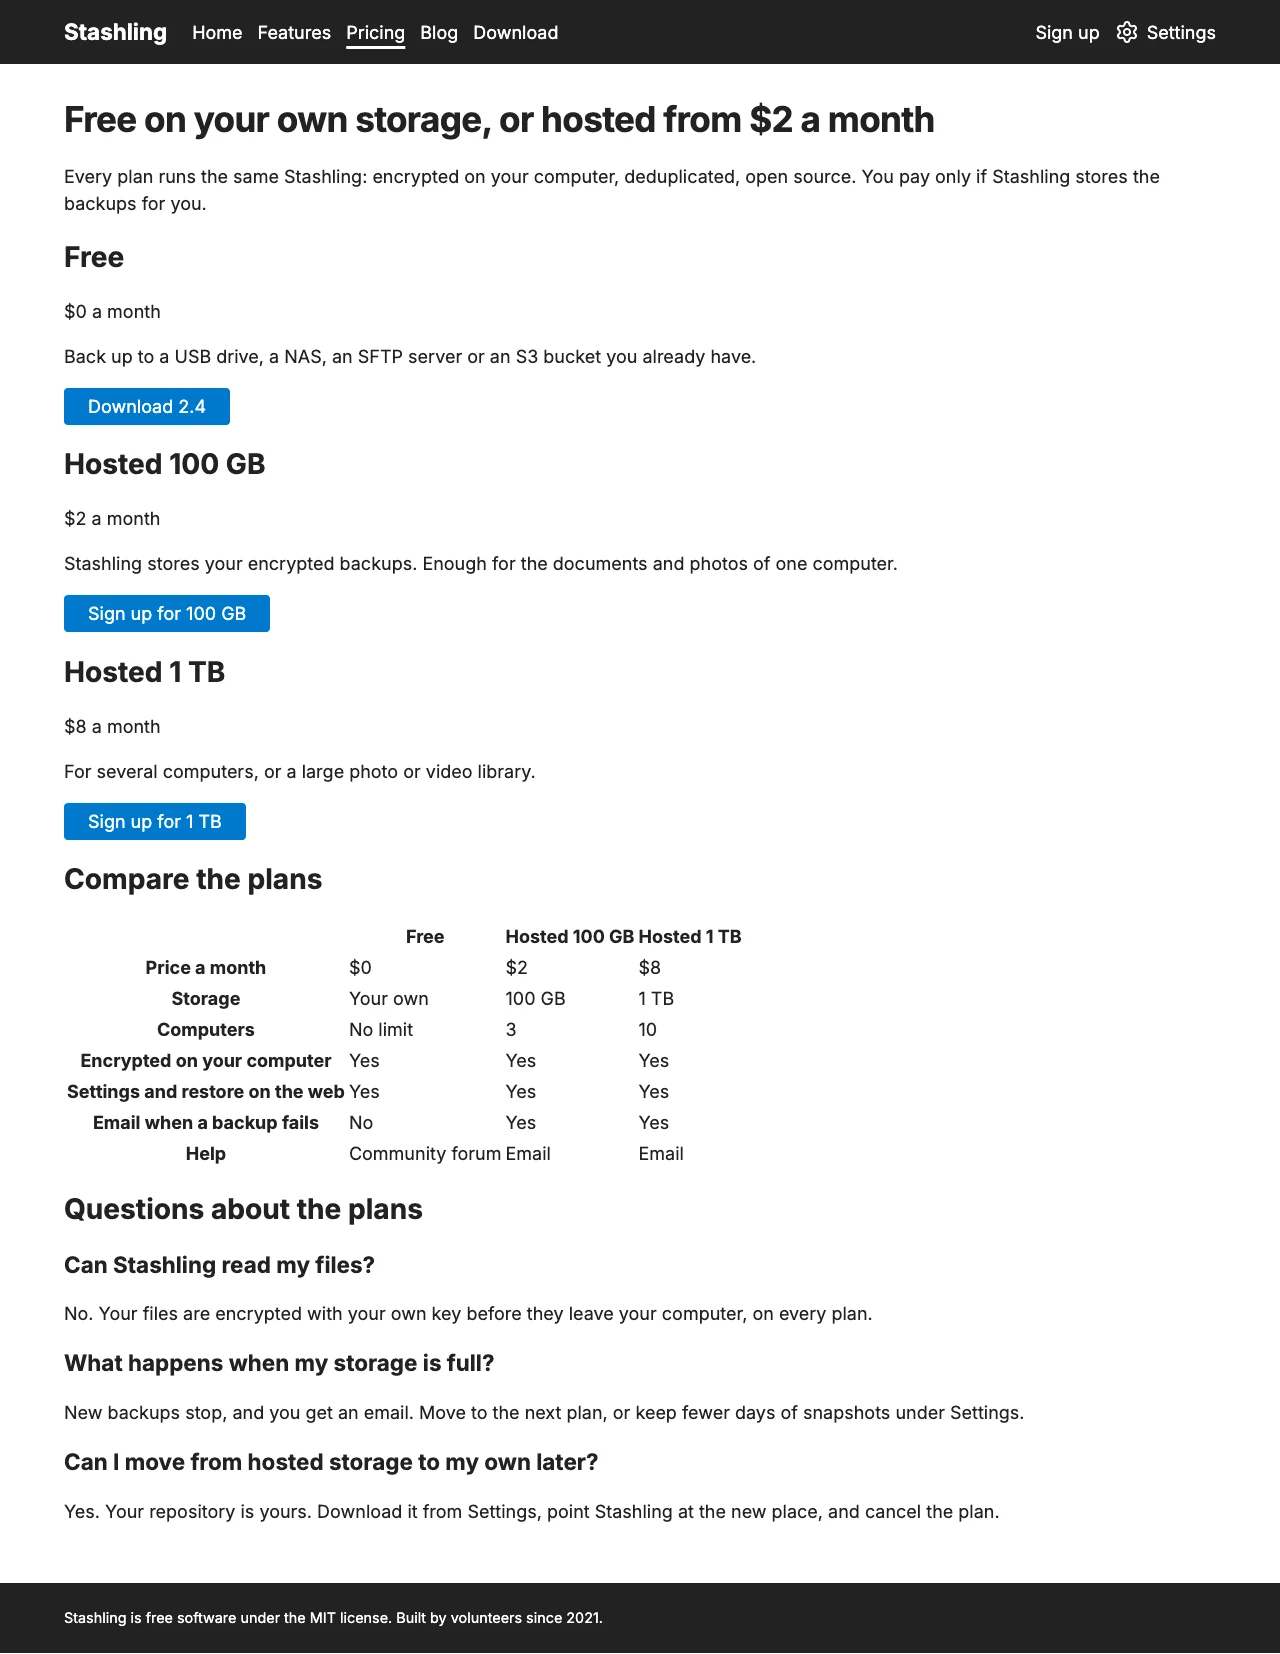 Stashling Home Features Pricing Blog Download Sign up Settings
Free on your own storage, or hosted from $2 a month
Every plan runs the same Stashling: encrypted on your computer, deduplicated, open source. You pay only if Stashling stores the
backups for you.
Free
$0 a month
Back up to a USB drive, a NAS, an SFTP server or an S3 bucket you already have.
Download 2.4
Hosted 100 GB
$2 a month
Stashling stores your encrypted backups. Enough for the documents and photos of one computer.
Sign up for 100 GB
Hosted 1 TB
$8 a month
For several computers, or a large photo or video library.
Sign up for 1 TB
Compare the plans
Free Hosted 100 GB Hosted 1 TB
Price a month $0 $2 $8
Storage Your own 100 GB 1 TB
Computers No limit 3 10
Encrypted on your computer Yes Yes Yes
Settings and restore on the web Yes Yes Yes
Email when a backup fails No Yes Yes
Help Community forum Email Email
Questions about the plans
Can Stashling read my files?
No. Your files are encrypted with your own key before they leave your computer, on every plan.
What happens when my storage is full?
New backups stop, and you get an email. Move to the next plan, or keep fewer days of snapshots under Settings.
Can I move from hosted storage to my own later?
Yes. Your repository is yours. Download it from Settings, point Stashling at the new place, and cancel the plan.
Stashling is free software under the MIT license. Built by volunteers since 2021.